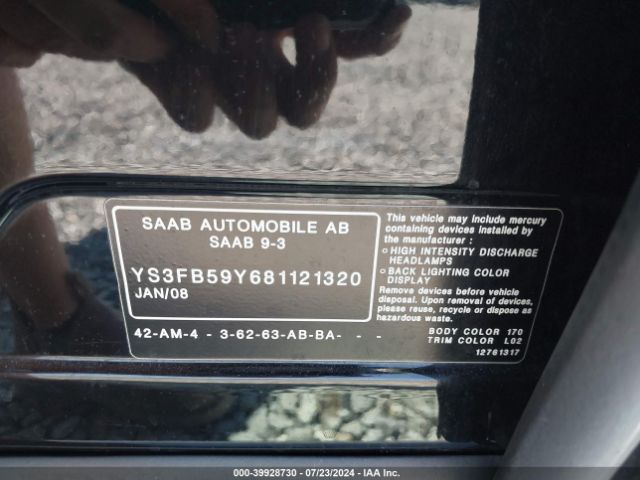 SAAB AUTOMOBILE AB
SAAB 9-3
YS3FB59Y681121320
JAN/08
42-AM-4 - 3-62-63-AB-BA- - -
This vehicle may include mercury
containing devices installed by
the manufacturer :
○ HIGH INTENSITY DISCHARGE
HEADLAMPS
○ BACK LIGHTING COLOR
DISPLAY
Remove devices before vehicle
disposal. Upon removal of devices,
please reuse, recycle or dispose as
hazardous waste.
BODY COLOR 170
TRIM COLOR L02
12761317
000-39928730 - 07/23/2024 - IAA Inc.